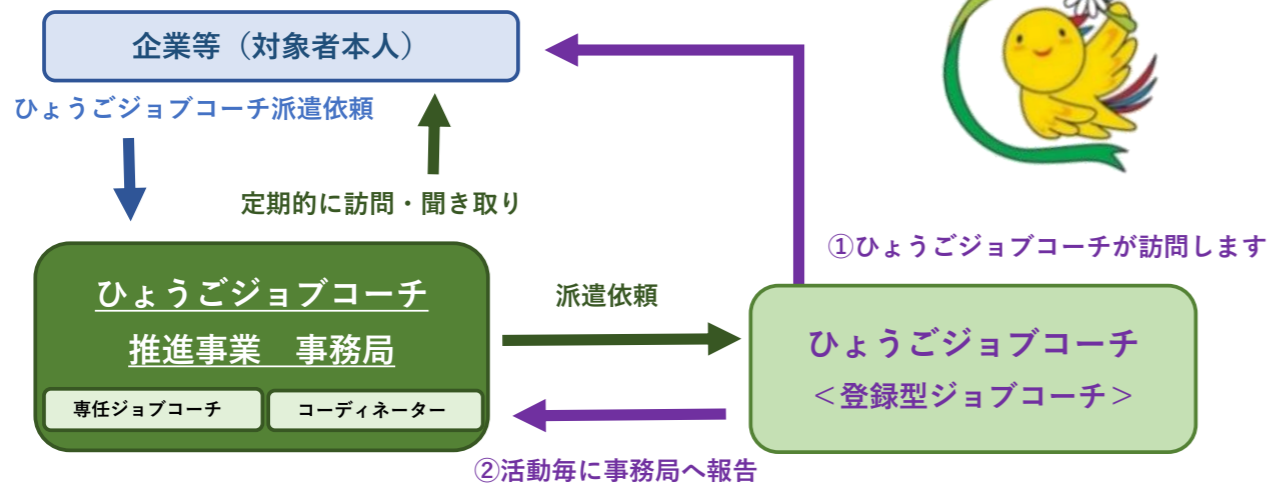 企業等（対象者本人）
ひょうごジョブコーチ派遣依頼
定期的に訪問・聞き取り
①ひょうごジョブコーチが訪問します
ひょうごジョブコーチ
推進事業　事務局
専任ジョブコーチ
コーディネーター
派遣依頼
ひょうごジョブコーチ
＜登録型ジョブコーチ＞
②活動毎に事務局へ報告